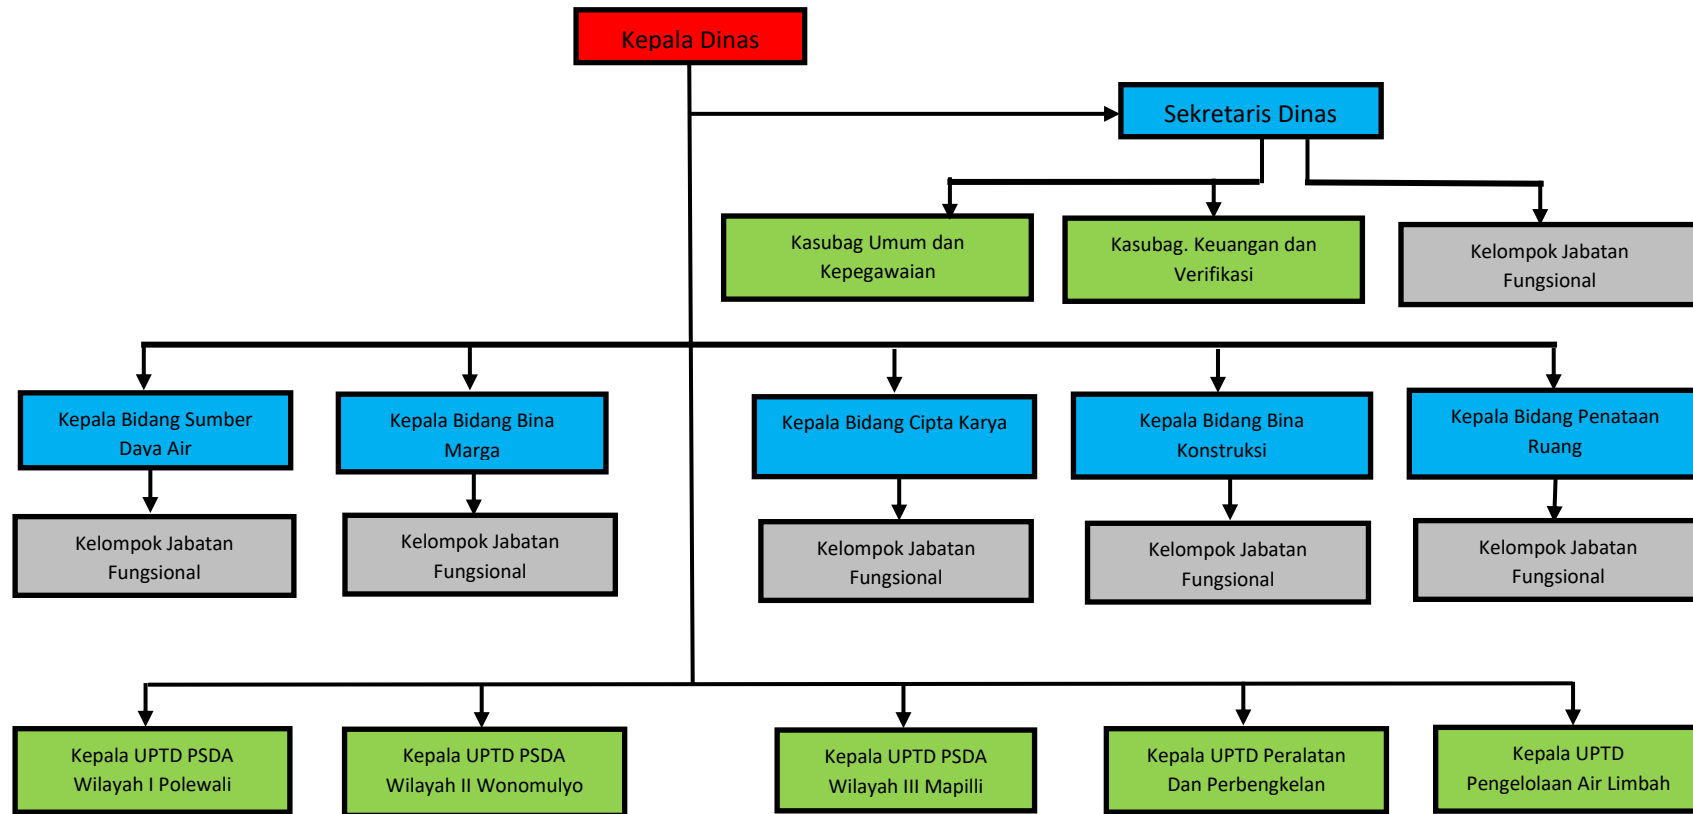 Kepala Dinas
Sekretaris Dinas
Kasubag Umum dan
Kepegawaian
Kasubag. Keuangan dan
Verifikasi
Kelompok Jabatan
Fungsional
Kepala Bidang Sumber
Daya Air
Kepala Bidang Bina
Marga
Kepala Bidang Cipta Karya
Kepala Bidang Bina
Konstruksi
Kepala Bidang Penataan
Ruang
Kelompok Jabatan
Fungsional
Kelompok Jabatan
Fungsional
Kelompok Jabatan
Fungsional
Kelompok Jabatan
Fungsional
Kelompok Jabatan
Fungsional
Kepala UPTD PSDA
Wilayah I Polewali
Kepala UPTD PSDA
Wilayah II Wonomulyo
Kepala UPTD PSDA
Wilayah III Mapilli
Kepala UPTD Peralatan
Dan Perbengkelan
Kepala UPTD
Pengelolaan Air Limbah